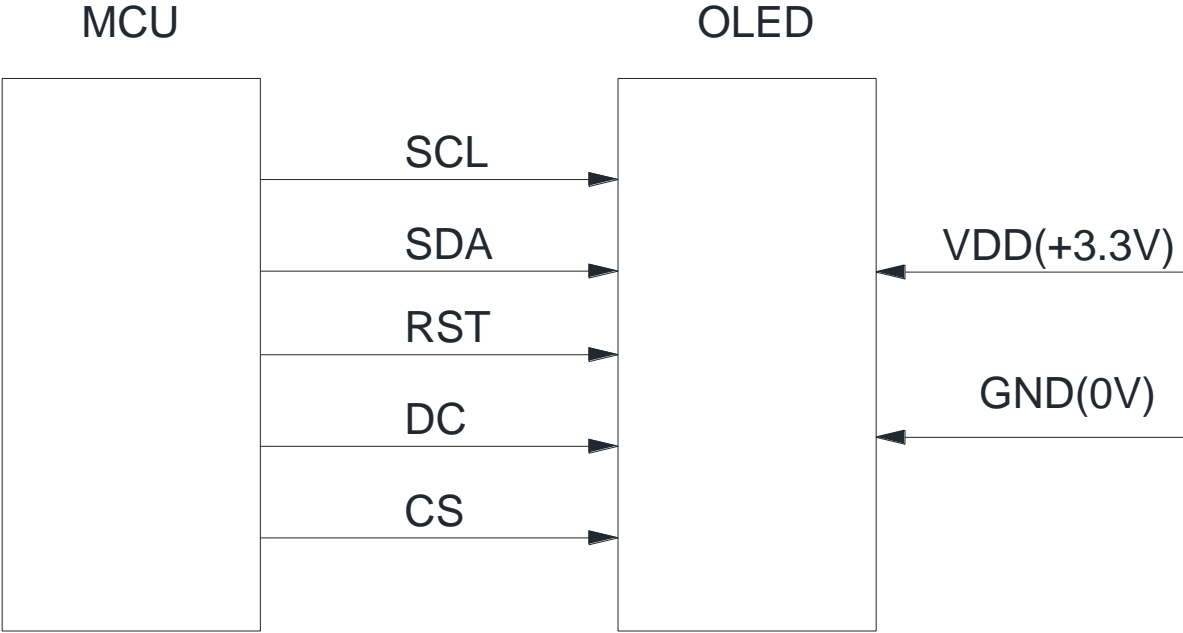 MCU
OLED
SCL
SDA
RST
DC
CS
VDD(+3.3V)
GND(0V)